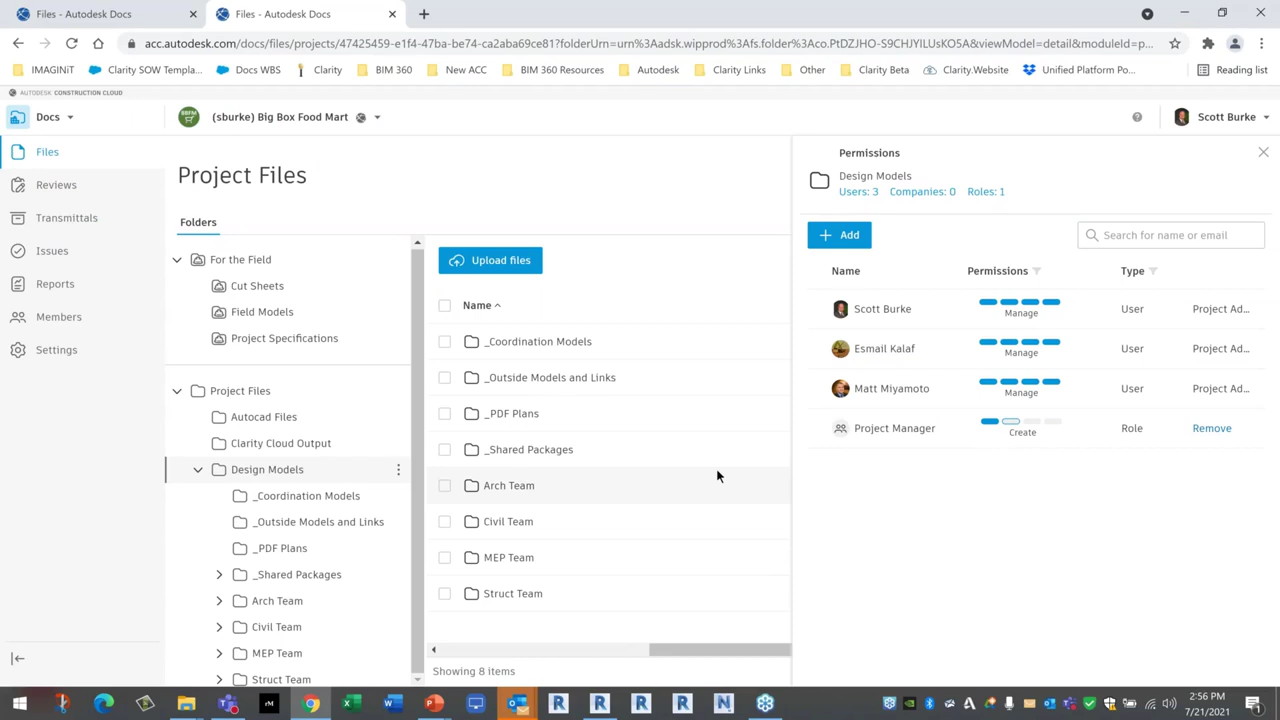 Files - Autodesk Docs
Files - Autodesk Docs
acc.autodesk.com/docs/files/projects/47425459-e1f4-47ba-be74-ca2aba69ce81?folderUrn=urn%3Aadsk.wipprod%3Afs.folder%3Aco.PtDZJHO-S9CHJYILUsKO5A&viewModel=detail&moduleId=p...
IMAGINiT
Clarity SOW Templa...
Docs WBS
Clarity
BIM 360
New ACC
BIM 360 Resources
Autodesk
Clarity Links
Other
Clarity Beta
Clarity.Website
Unified Platform Po...
Reading list
AUTODESK CONSTRUCTION CLOUD
Docs
(sburke) Big Box Food Mart
Scott Burke
Files
Reviews
Transmittals
Issues
Reports
Members
Settings
Project Files
Folders
For the Field
Cut Sheets
Field Models
Project Specifications
Project Files
Autocad Files
Clarity Cloud Output
Design Models
_Coordination Models
_Outside Models and Links
_PDF Plans
_Shared Packages
Arch Team
Civil Team
MEP Team
Struct Team
Upload files
Name
_Coordination Models
_Outside Models and Links
_PDF Plans
_Shared Packages
Arch Team
Civil Team
MEP Team
Struct Team
Showing 8 items
Permissions
Design Models
Users: 3 Companies: 0 Roles: 1
Add
Search for name or email
Name Permissions Type
Scott Burke Manage User Project Ad...
Esmail Kalaf Manage User Project Ad...
Matt Miyamoto Manage User Project Ad...
Project Manager Create Role Remove
2:56 PM
7/21/2021